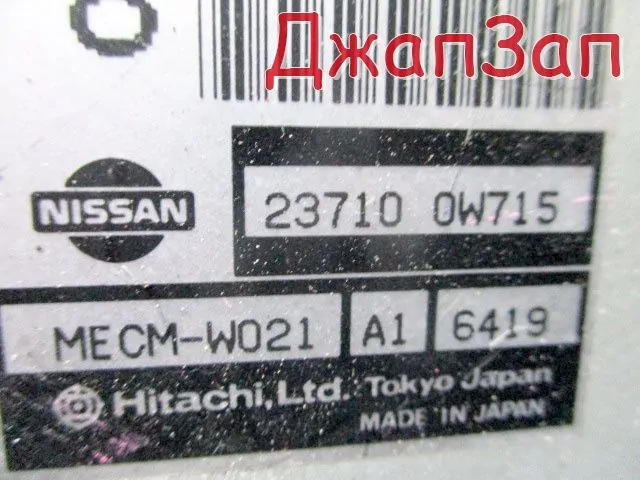 ДжапЗап
NISSAN
23710 0W715
MECM-W021 A1 6419
Hitachi, Ltd. Tokyo Japan
MADE IN JAPAN